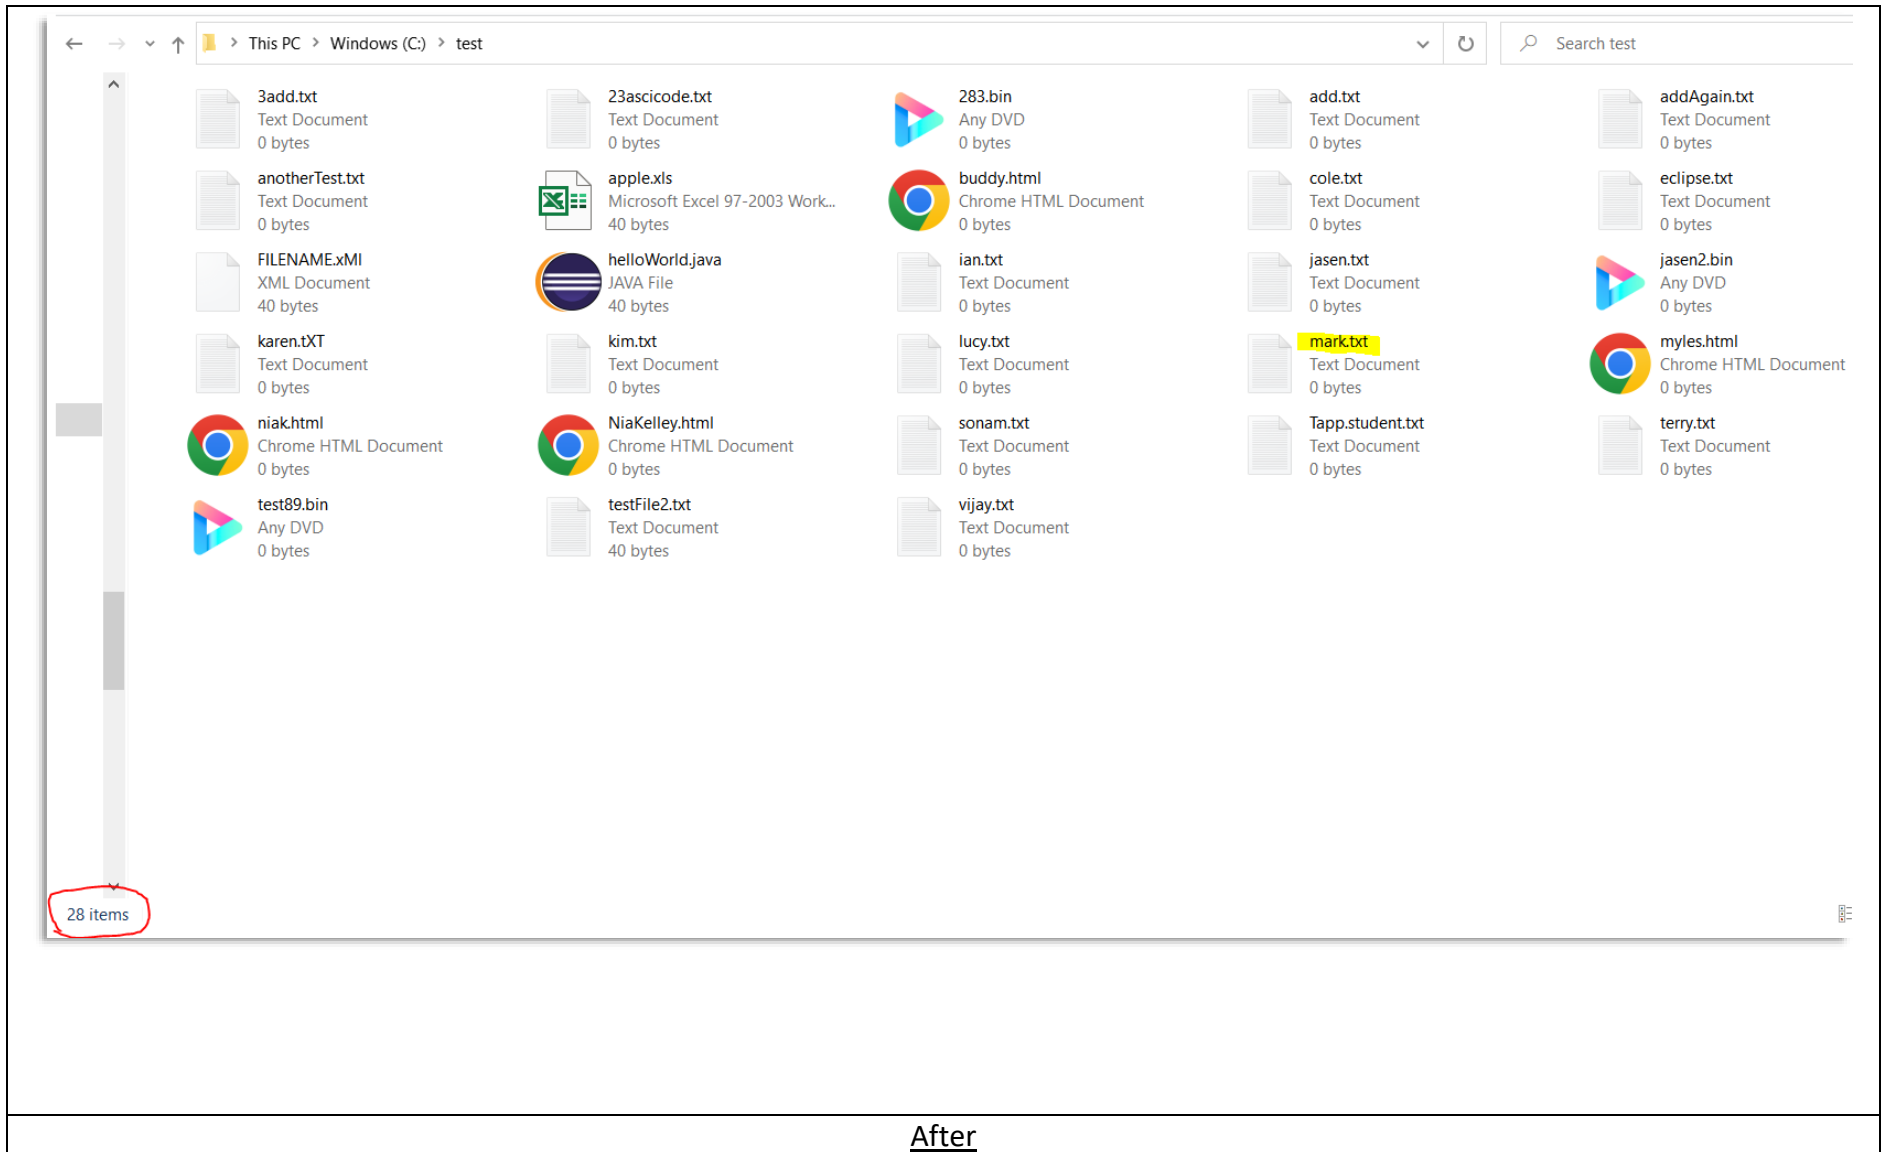 This PC > Windows (C:) > test
Search test
3add.txt
Text Document
0 bytes
23ascicode.txt
Text Document
0 bytes
283.bin
Any DVD
0 bytes
add.txt
Text Document
0 bytes
addAgain.txt
Text Document
0 bytes
anotherTest.txt
Text Document
0 bytes
apple.xls
Microsoft Excel 97-2003 Work...
40 bytes
buddy.html
Chrome HTML Document
0 bytes
cole.txt
Text Document
0 bytes
eclipse.txt
Text Document
0 bytes
FILENAME.xMl
XML Document
40 bytes
helloWorld.java
JAVA File
40 bytes
ian.txt
Text Document
0 bytes
jasen.txt
Text Document
0 bytes
jasen2.bin
Any DVD
0 bytes
karen.tXT
Text Document
0 bytes
kim.txt
Text Document
0 bytes
lucy.txt
Text Document
0 bytes
mark.txt
Text Document
0 bytes
myles.html
Chrome HTML Document
0 bytes
niak.html
Chrome HTML Document
0 bytes
NiaKelley.html
Chrome HTML Document
0 bytes
sonam.txt
Text Document
0 bytes
Tapp.student.txt
Text Document
0 bytes
terry.txt
Text Document
0 bytes
test89.bin
Any DVD
0 bytes
testFile2.txt
Text Document
40 bytes
vijay.txt
Text Document
0 bytes
28 items
After